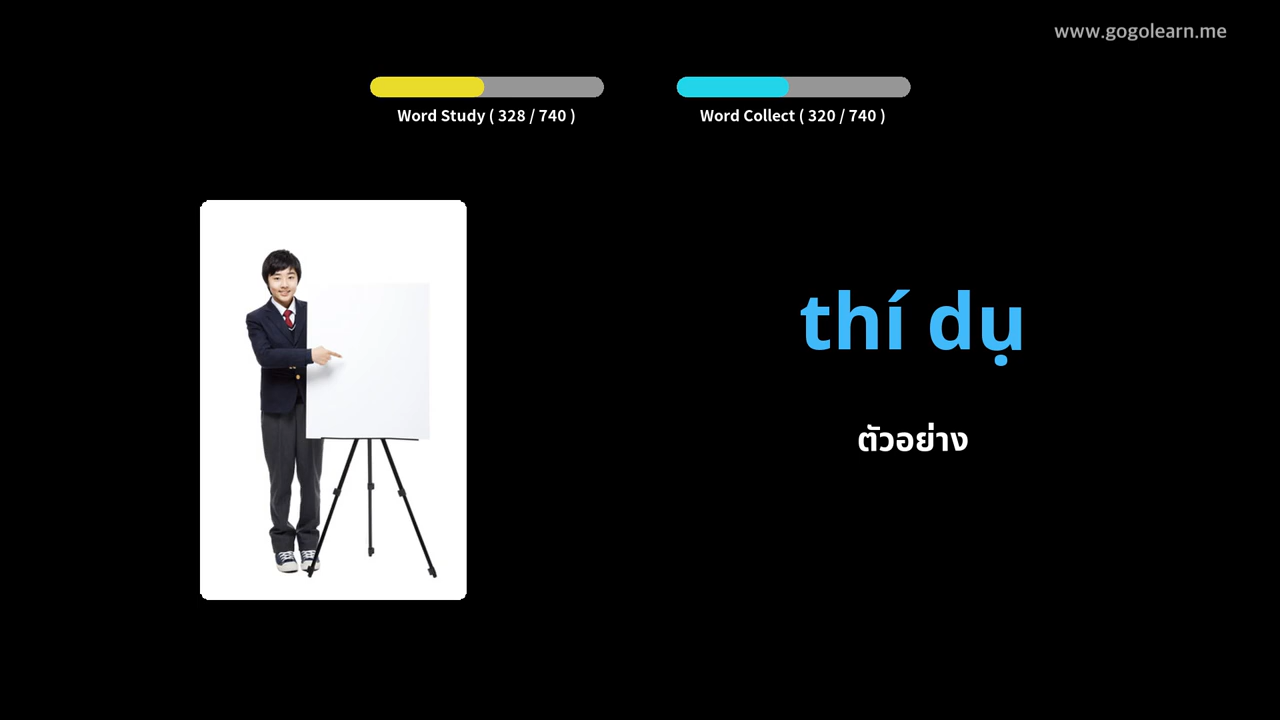 www.gogolearn.me
Word Study ( 328 / 740 )
Word Collect ( 320 / 740 )
thí dụ
ตัวอย่าง